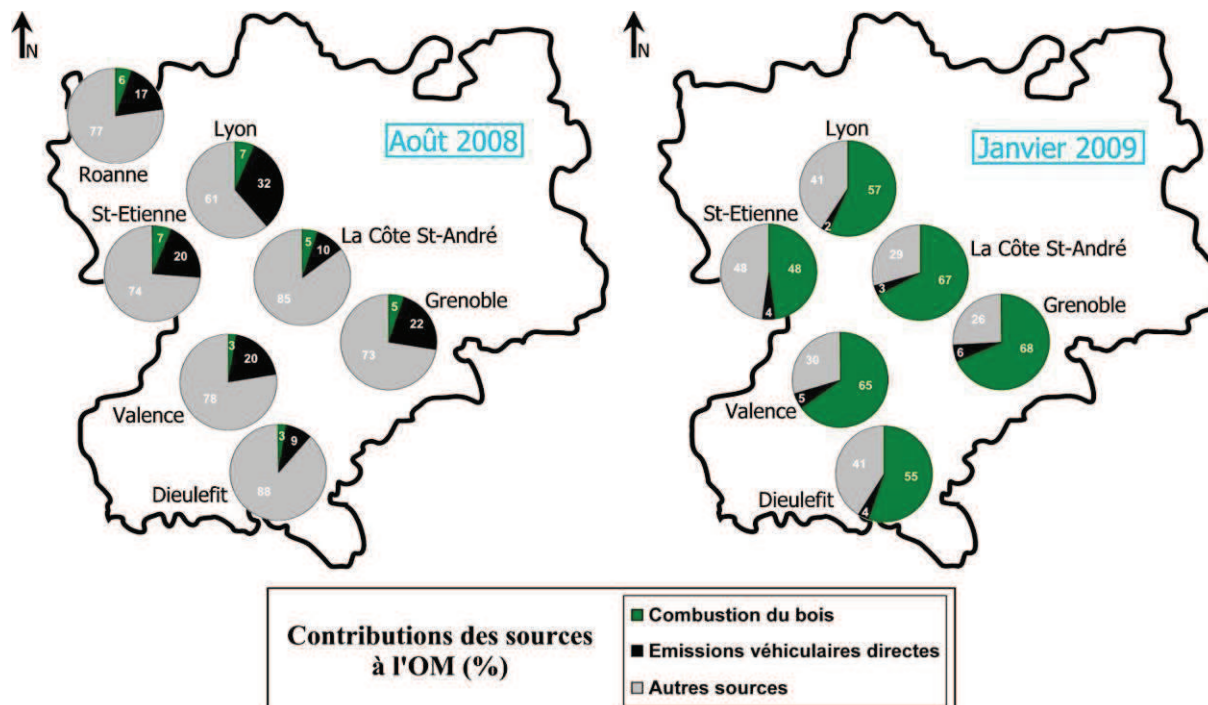 N
Août 2008
6
17
77
Roanne
Lyon
7
32
61
St-Etienne
7
20
74
La Côte St-André
5
10
85
Grenoble
5
22
73
3
20
78
Valence
3
9
88
Dieulefit
N
Janvier 2009
Lyon
41
57
2
St-Etienne
48
48
4
La Côte St-André
29
67
3
Grenoble
26
68
6
30
65
5
Valence
41
55
4
Dieulefit
Contributions des sources
à l'OM (%)
Combustion du bois
Emissions véhiculaires directes
Autres sources